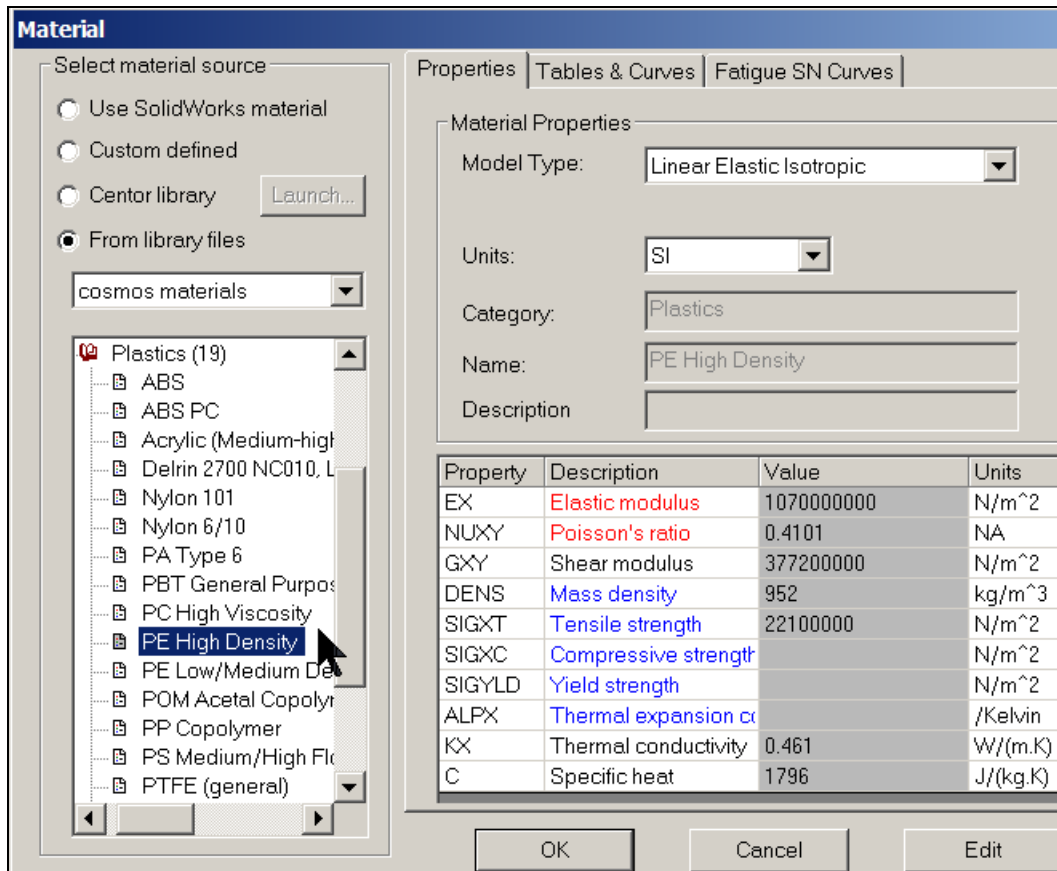 Material
Select material source
Use SolidWorks material
Custom defined
Centor library
Launch...
From library files
cosmos materials
Plastics (19)
ABS
ABS PC
Acrylic (Medium-high
Delrin 2700 NC010, L
Nylon 101
Nylon 6/10
PA Type 6
PBT General Purpos
PC High Viscosity
PE High Density
PE Low/Medium De
POM Acetal Copolyr
PP Copolymer
PS Medium/High Flo
PTFE (general)
Properties Tables & Curves Fatigue SN Curves
Material Properties
Model Type: Linear Elastic Isotropic
Units: SI
Category: Plastics
Name: PE High Density
Description
Property Description Value Units
EX Elastic modulus 1070000000 N/m^2
NUXY Poisson's ratio 0.4101 NA
GXY Shear modulus 377200000 N/m^2
DENS Mass density 952 kg/m^3
SIGXT Tensile strength 22100000 N/m^2
SIGXC Compressive strength N/m^2
SIGYLD Yield strength N/m^2
ALPX Thermal expansion co /Kelvin
KX Thermal conductivity 0.461 W/(m.K)
C Specific heat 1796 J/(kg.K)
OK Cancel Edit